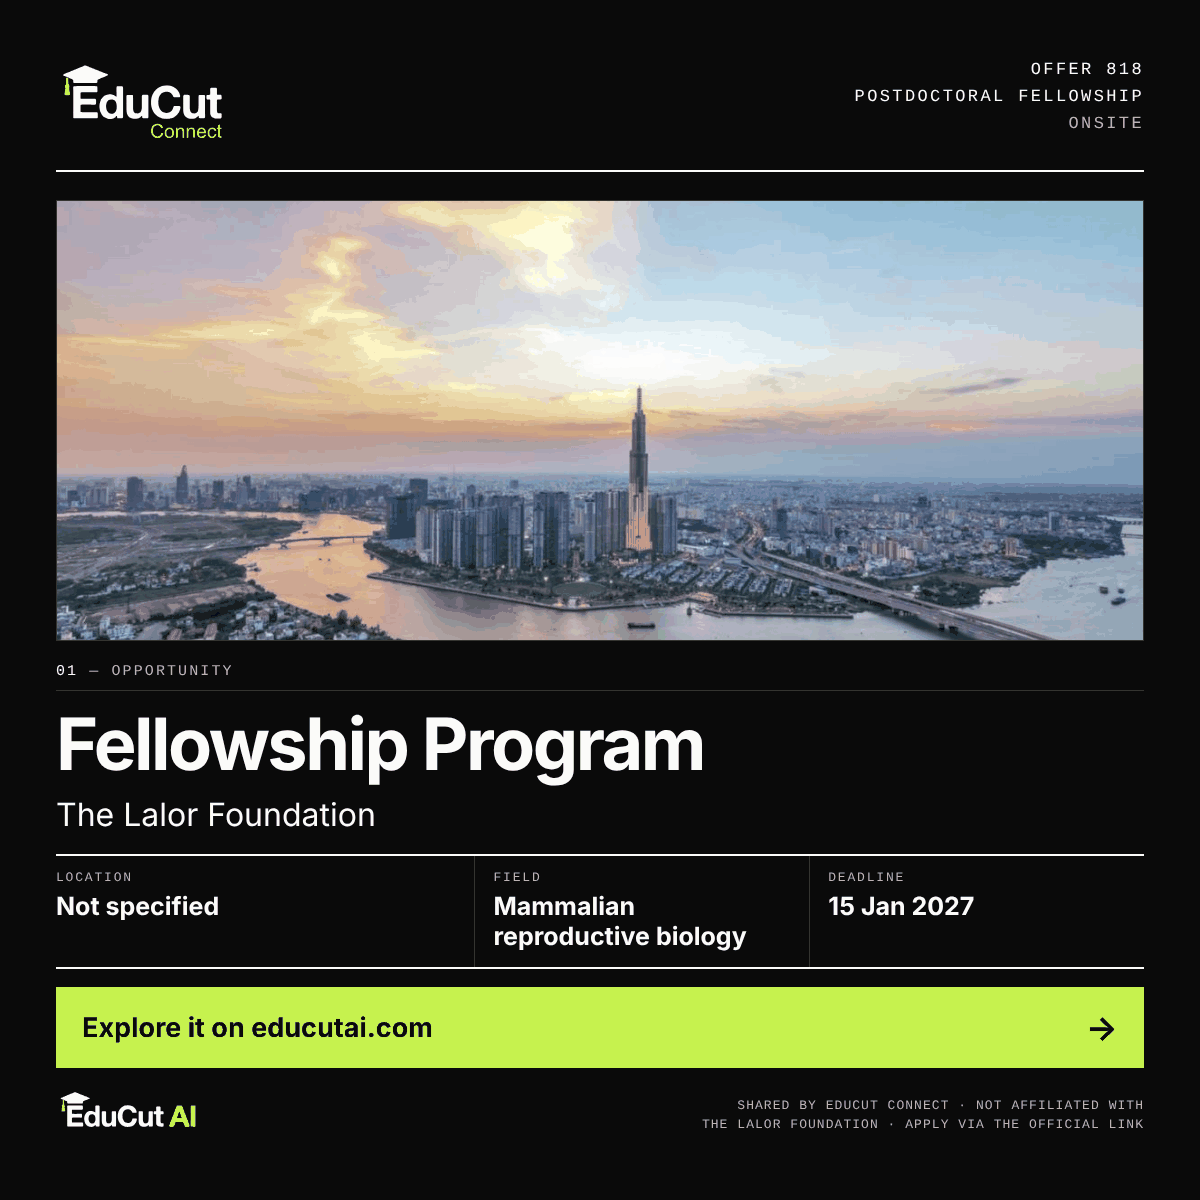 EduCut
Connect
OFFER 818
POSTDOCTORAL FELLOWSHIP
ONSITE
01 — OPPORTUNITY
Fellowship Program
The Lalor Foundation
LOCATION
Not specified
FIELD
Mammalian
reproductive biology
DEADLINE
15 Jan 2027
Explore it on educutai.com →
EduCut AI
SHARED BY EDUCUT CONNECT · NOT AFFILIATED WITH
THE LALOR FOUNDATION · APPLY VIA THE OFFICIAL LINK